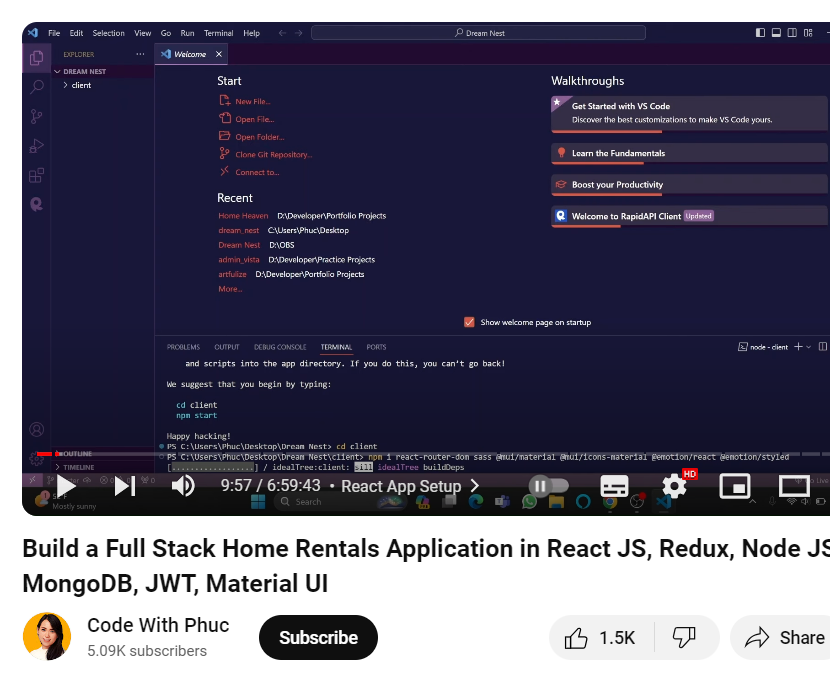 File Edit Selection View Go Run Terminal Help
Dream Nest
EXPLORER
Welcome
DREAM NEST
client
Start
New File...
Open File...
Open Folder...
Clone Git Repository...
Connect to...
Recent
Home Heaven D:\Developer\Portfolio Projects
dream_nest C:\Users\Phuc\Desktop
Dream Nest D:\OBS
admin_vista D:\Developer\Practice Projects
artfulize D:\Developer\Portfolio Projects
More...
Walkthroughs
Get Started with VS Code
Discover the best customizations to make VS Code yours.
Learn the Fundamentals
Boost your Productivity
Welcome to RapidAPI Client Updated
Show welcome page on startup
PROBLEMS OUTPUT DEBUG CONSOLE TERMINAL PORTS
node - client
and scripts into the app directory. If you do this, you can't go back!
We suggest that you begin by typing:
cd client
npm start
Happy hacking!
PS C:\Users\Phuc\Desktop\Dream Nest> cd client
PS C:\Users\Phuc\Desktop\Dream Nest\client> npm i react-router-dom sass @mui/material @mui/icons-material @emotion/react @emotion/styled
[..................] / idealTree:client: sill idealTree buildDeps
OUTLINE
TIMELINE
9:57 / 6:59:43 • React App Setup
HD
Search
Mostly sunny
Build a Full Stack Home Rentals Application in React JS, Redux, Node JS
MongoDB, JWT, Material UI
Code With Phuc
5.09K subscribers
Subscribe
1.5K
Share